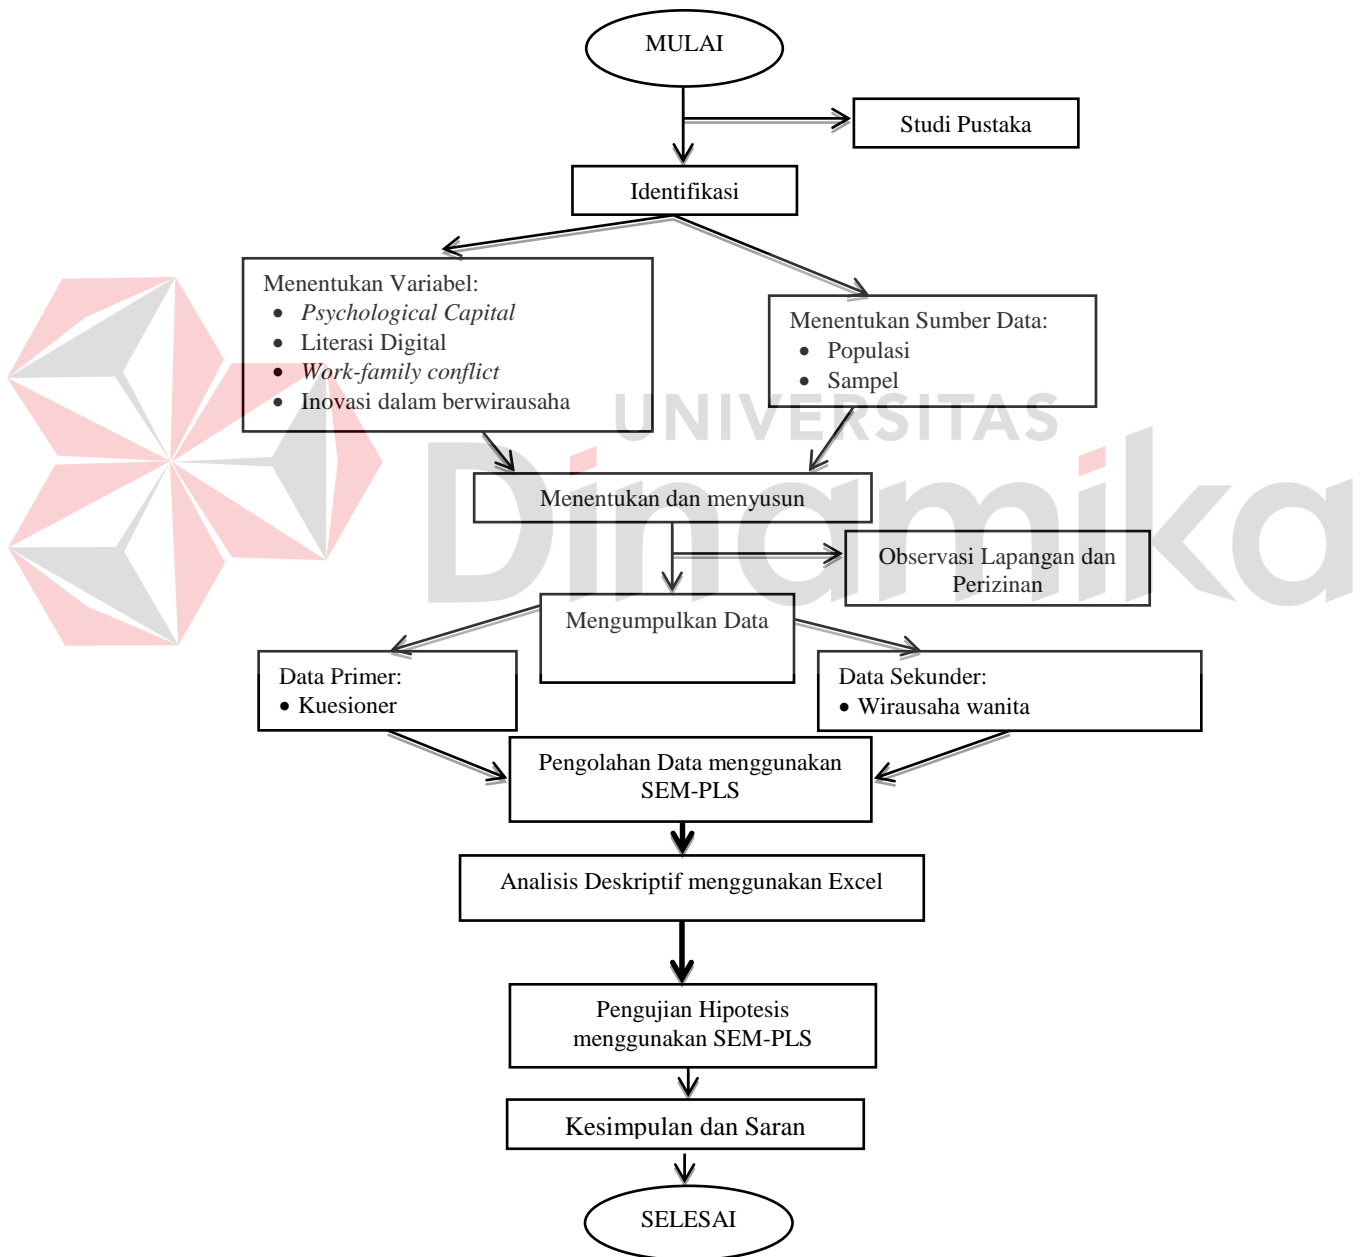 MULAI
Studi Pustaka
Identifikasi
Menentukan Variabel:
• Psychological Capital
• Literasi Digital
• Work-family conflict
• Inovasi dalam berwirausaha
Menentukan Sumber Data:
• Populasi
• Sampel
UNIVERSITAS
Dinamika
Menentukan dan menyusun
Observasi Lapangan dan
Perizinan
Mengumpulkan Data
Data Primer:
• Kuesioner
Data Sekunder:
• Wirausaha wanita
Pengolahan Data menggunakan
SEM-PLS
Analisis Deskriptif menggunakan Excel
Pengujian Hipotesis
menggunakan SEM-PLS
Kesimpulan dan Saran
SELESAI